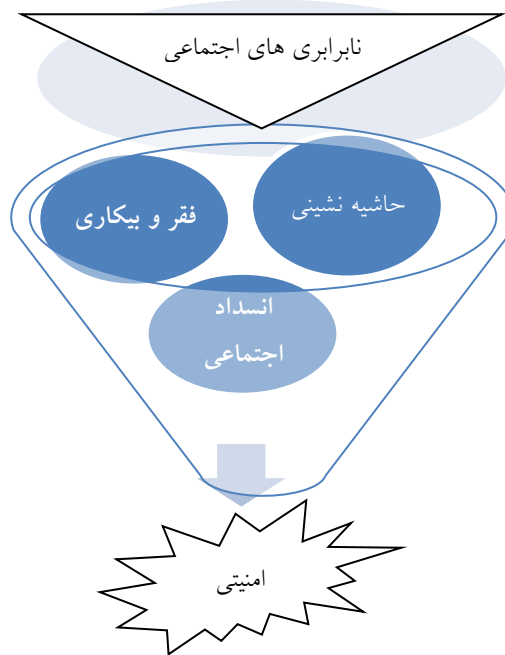 نابرابری های اجتماعی
حاشیه نشینی
فقر و بیکاری
انسداد
اجتماعی
امنیتی